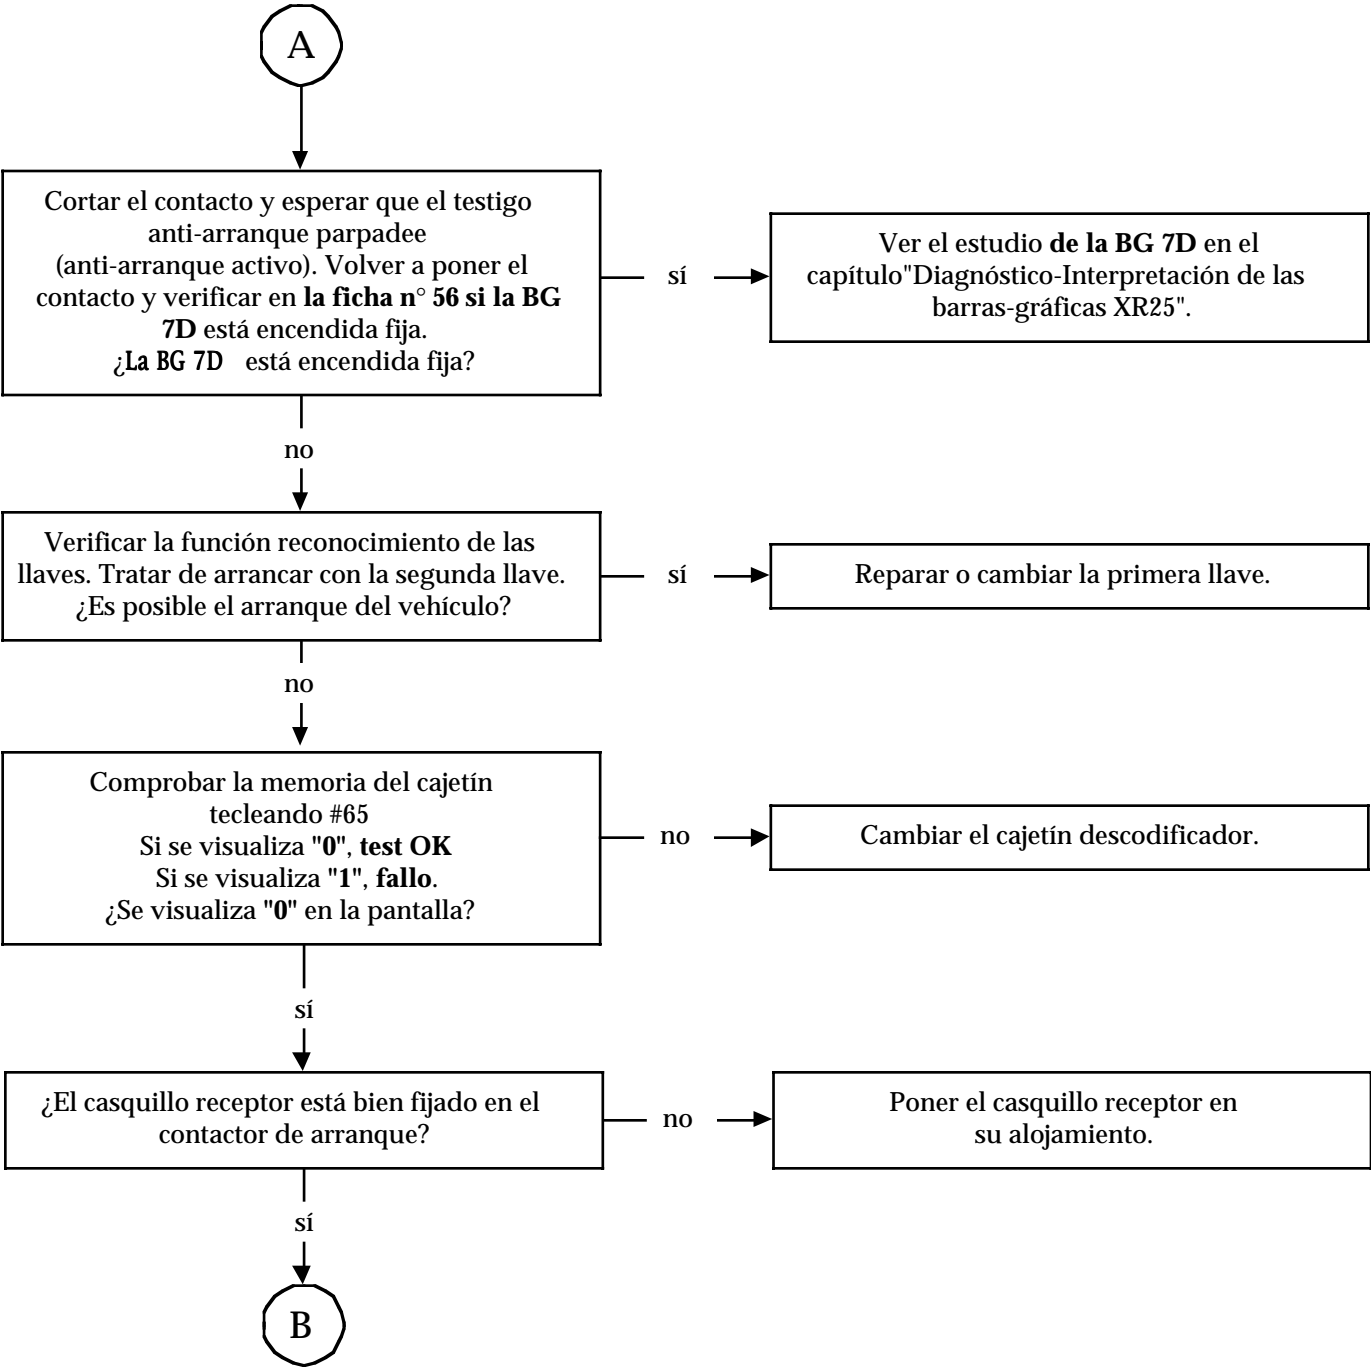 A
Cortar el contacto y esperar que el testigo
anti-arranque parpadee
(anti-arranque activo). Volver a poner el
contacto y verificar en la ficha n° 56 si la BG
7D está encendida fija.
¿La BG 7D está encendida fija?
sí
Ver el estudio de la BG 7D en el
capítulo"Diagnóstico-Interpretación de las
barras-gráficas XR25".
no
Verificar la función reconocimiento de las
llaves. Tratar de arrancar con la segunda llave.
¿Es posible el arranque del vehículo?
sí
Reparar o cambiar la primera llave.
no
Comprobar la memoria del cajetín
tecleando #65
Si se visualiza "0", test OK
Si se visualiza "1", fallo.
¿Se visualiza "0" en la pantalla?
no
Cambiar el cajetín descodificador.
sí
¿El casquillo receptor está bien fijado en el
contactor de arranque?
no
Poner el casquillo receptor en
su alojamiento.
sí
B